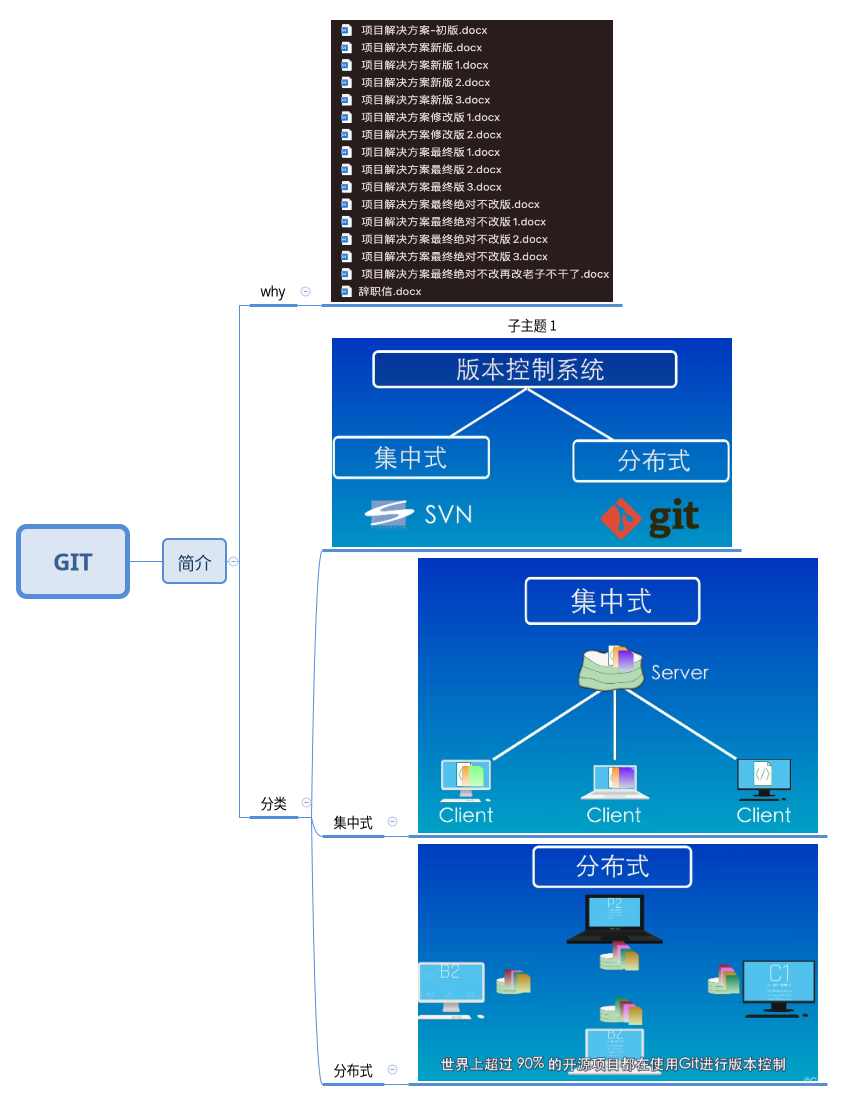 项目解决方案-初版.docx
项目解决方案新版.docx
项目解决方案新版1.docx
项目解决方案新版2.docx
项目解决方案新版3.docx
项目解决方案修改版1.docx
项目解决方案修改版2.docx
项目解决方案最终版1.docx
项目解决方案最终版2.docx
项目解决方案最终版3.docx
项目解决方案最终绝对不改版.docx
项目解决方案最终绝对不改版1.docx
项目解决方案最终绝对不改版2.docx
项目解决方案最终绝对不改版3.docx
项目解决方案最终绝对不改再改老子不干了.docx
辞职信.docx
why
子主题 1
版本控制系统
集中式
分布式
SVN
git
GIT
简介
分类
集中式
Server
Client
Client
Client
集中式
分布式
P2
B2
C1
B2
世界上超过 90% 的开源项目都在使用Git进行版本控制
分布式